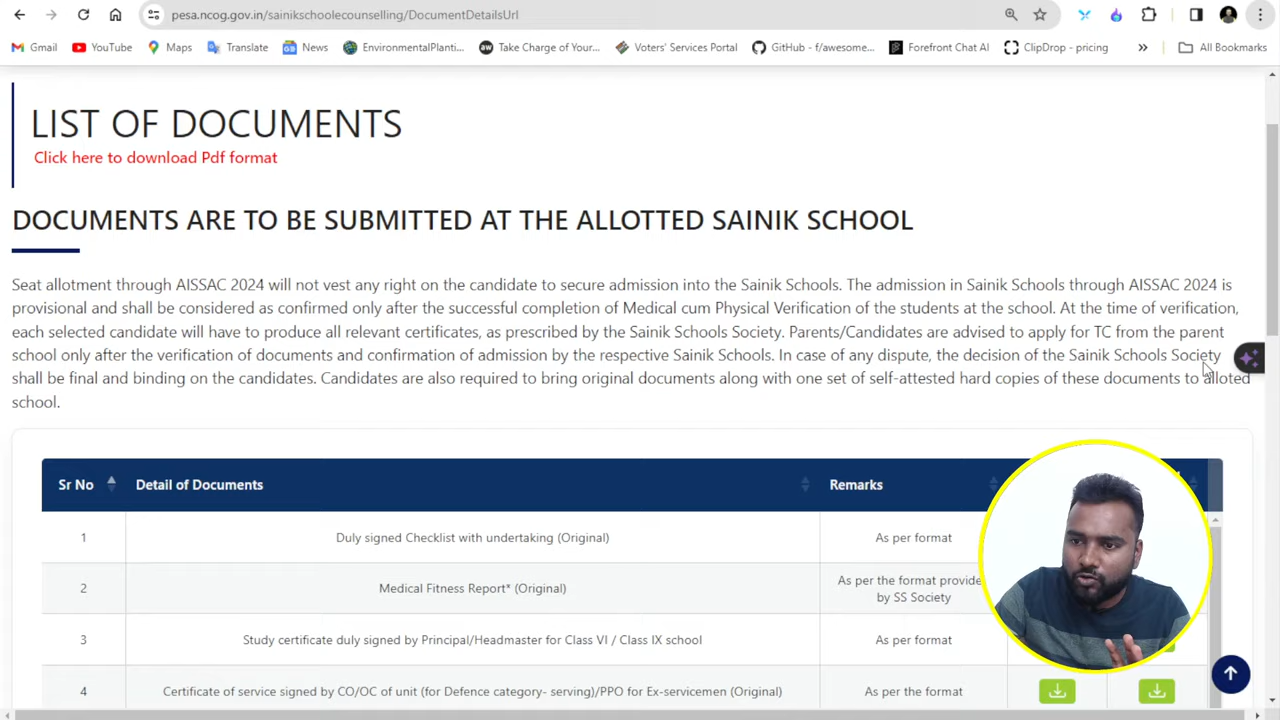 pesa.ncog.gov.in/sainikschoolecounselling/DocumentDetailsUrl
Gmail YouTube Maps Translate News EnvironmentalPlanti... Take Charge of Your... Voters' Services Portal GitHub - f/awesome... Forefront Chat AI ClipDrop - pricing » All Bookmarks
LIST OF DOCUMENTS
Click here to download Pdf format
DOCUMENTS ARE TO BE SUBMITTED AT THE ALLOTTED SAINIK SCHOOL
Seat allotment through AISSAC 2024 will not vest any right on the candidate to secure admission into the Sainik Schools. The admission in Sainik Schools through AISSAC 2024 is
provisional and shall be considered as confirmed only after the successful completion of Medical cum Physical Verification of the students at the school. At the time of verification,
each selected candidate will have to produce all relevant certificates, as prescribed by the Sainik Schools Society. Parents/Candidates are advised to apply for TC from the parent
school only after the verification of documents and confirmation of admission by the respective Sainik Schools. In case of any dispute, the decision of the Sainik Schools Society
shall be final and binding on the candidates. Candidates are also required to bring original documents along with one set of self-attested hard copies of these documents to alloted
school.
Sr No Detail of Documents Remarks
1 Duly signed Checklist with undertaking (Original) As per format
2 Medical Fitness Report* (Original) As per the format provide
by SS Society
3 Study certificate duly signed by Principal/Headmaster for Class VI / Class IX school As per format
4 Certificate of service signed by CO/OC of unit (for Defence category- serving)/PPO for Ex-servicemen (Original) As per the format